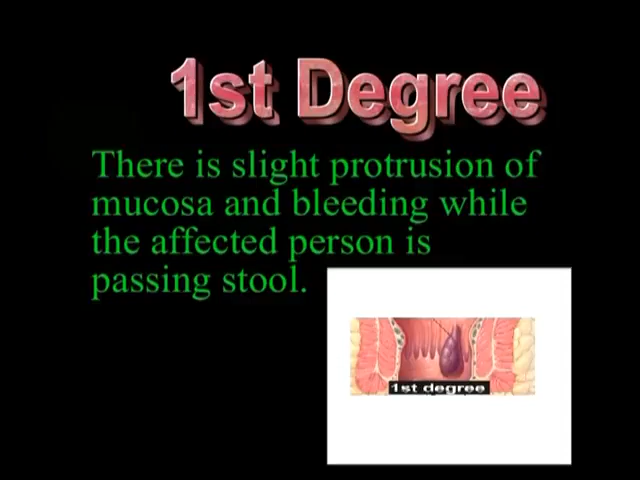 1st Degree
There is slight protrusion of
mucosa and bleeding while
the affected person is
passing stool.
1st degree